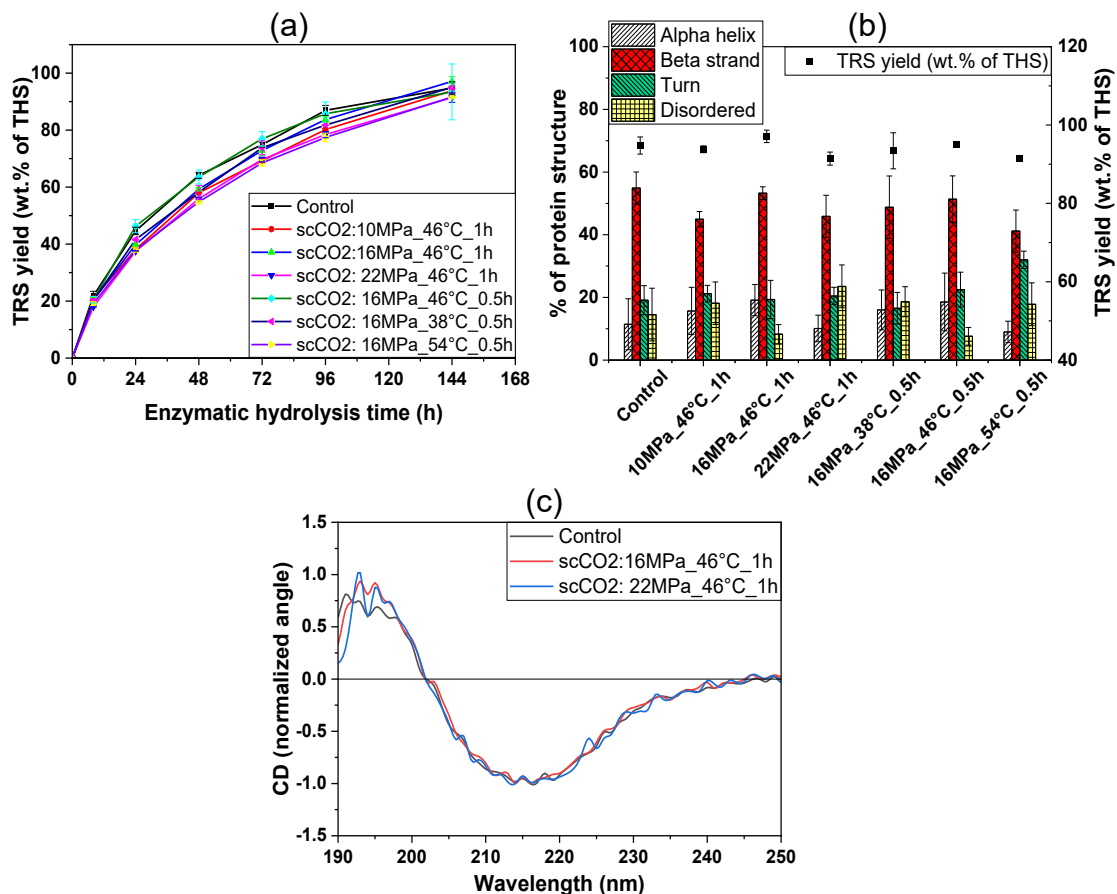 (a)
TRS yield (wt.% of THS)
100
80
60
40
20
0
Control
scCO2:10MPa_46°C_1h
scCO2:16MPa_46°C_1h
scCO2: 22MPa_46°C_1h
scCO2: 16MPa_46°C_0.5h
scCO2: 16MPa_38°C_0.5h
scCO2: 16MPa_54°C_0.5h
0 24 48 72 96 120 144 168
Enzymatic hydrolysis time (h)
(b)
Alpha helix
Beta strand
Turn
Disordered
TRS yield (wt.% of THS)
% of protein structure
100
80
60
40
20
0
120
100
80
60
40
TRS yield (wt.% of THS)
Control
10MPa_46°C_1h
16MPa_46°C_1h
22MPa_46°C_1h
16MPa_38°C_0.5h
16MPa_46°C_0.5h
16MPa_54°C_0.5h
(c)
CD (normalized angle)
1.5
1.0
0.5
0.0
-0.5
-1.0
-1.5
Control
scCO2:16MPa_46°C_1h
scCO2: 22MPa_46°C_1h
190 200 210 220 230 240 250
Wavelength (nm)